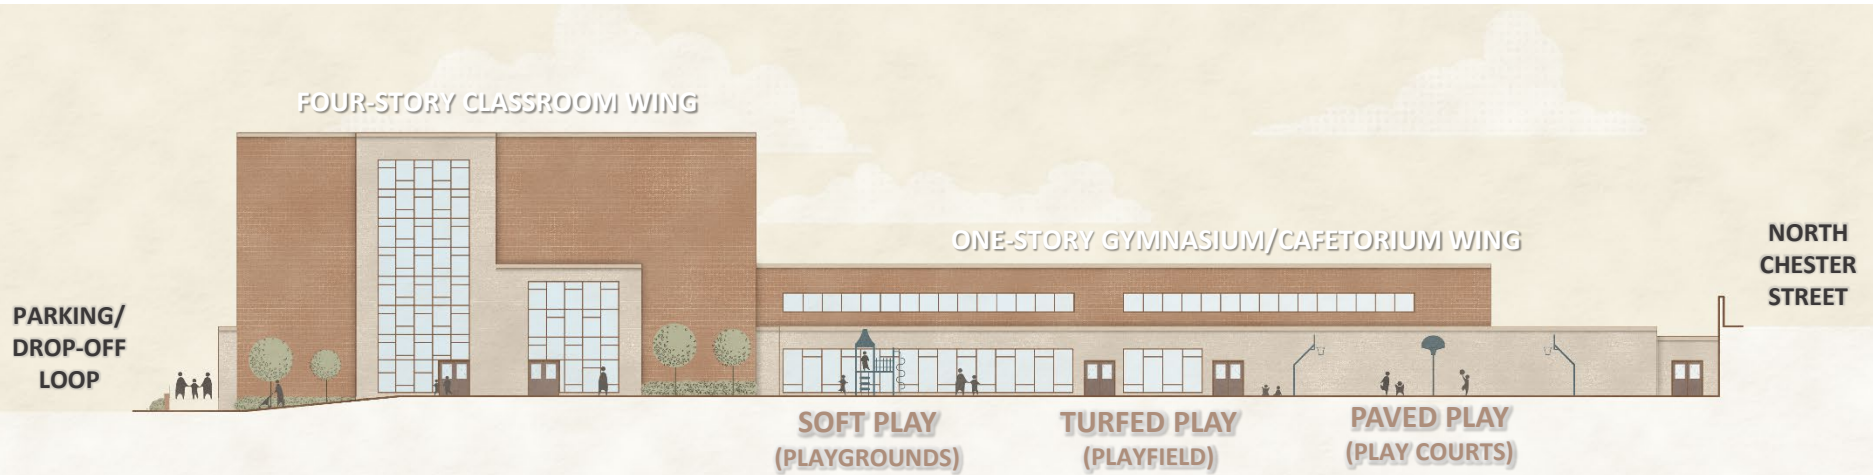 FOUR-STORY CLASSROOM WING
ONE-STORY GYMNASIUM/CAFETORIUM WING
NORTH
CHESTER
STREET
PARKING/
DROP-OFF
LOOP
SOFT PLAY
(PLAYGROUNDS)
TURFED PLAY
(PLAYFIELD)
PAVED PLAY
(PLAY COURTS)